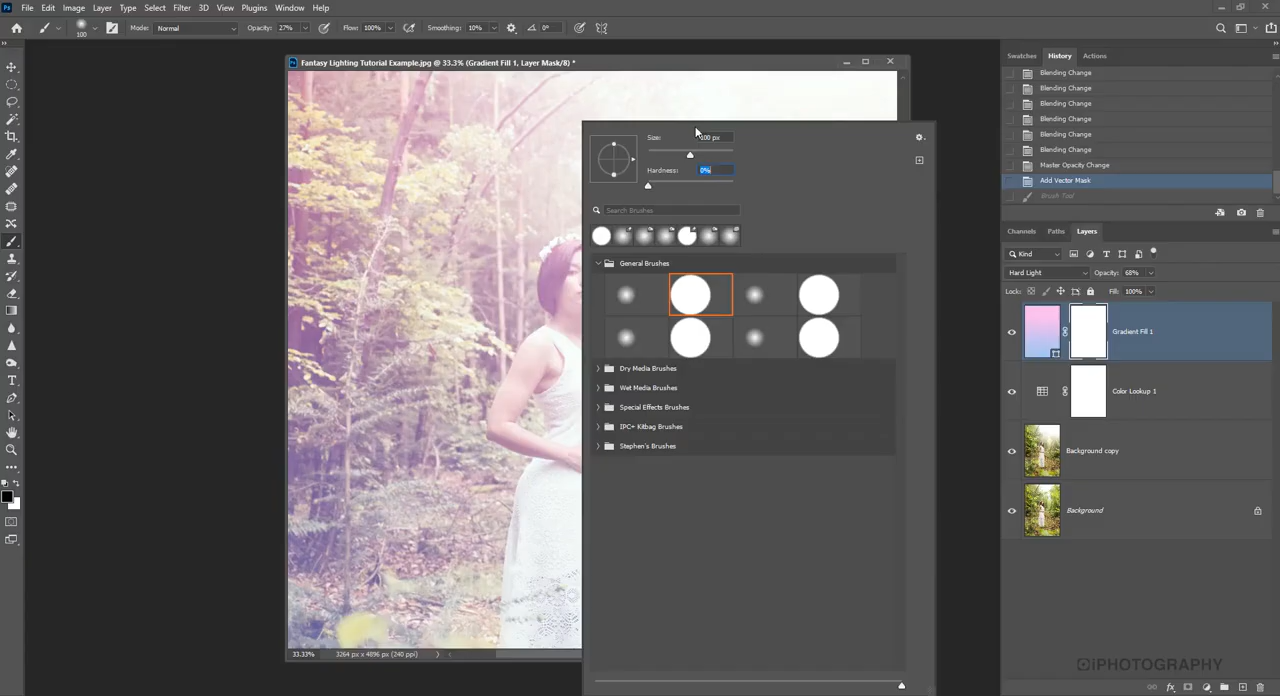 Ps File Edit Image Layer Type Select Filter 3D View Plugins Window Help
100 Mode: Normal Opacity: 27% Flow: 100% Smoothing: 10% 0°
Fantasy Lighting Tutorial Example.jpg @ 33.3% (Gradient Fill 1, Layer Mask/8) *
Size: 100 px
Hardness: 0%
Search Brushes
General Brushes
Dry Media Brushes
Wet Media Brushes
Special Effects Brushes
IPC+ Kitbag Brushes
Stephen's Brushes
33.33% 3264 px x 4896 px (240 ppi)
Swatches History Actions
Blending Change
Blending Change
Blending Change
Blending Change
Blending Change
Blending Change
Master Opacity Change
Add Vector Mask
Brush Tool
Channels Paths Layers
Kind
Hard Light Opacity: 68%
Lock: Fill: 100%
Gradient Fill 1
Color Lookup 1
Background copy
Background
fx
iPHOTOGRAPHY